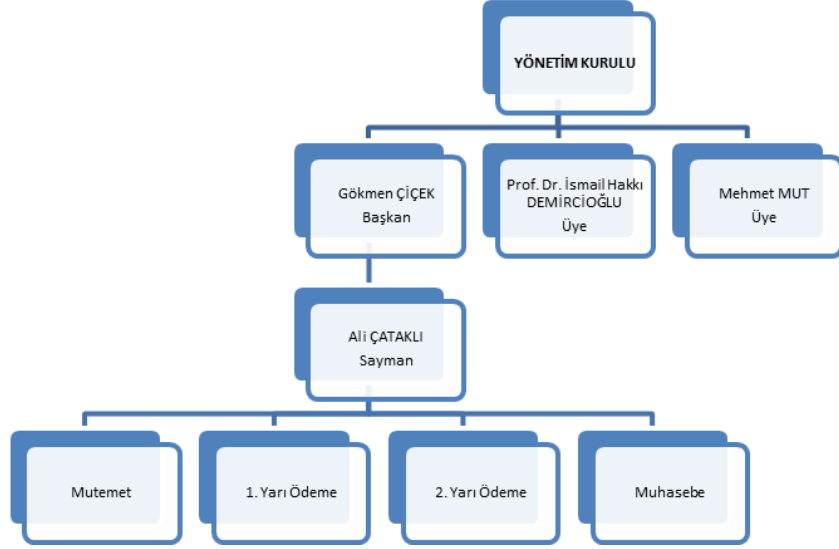 YÖNETİM KURULU
Gökmen ÇİÇEK
Başkan
Prof. Dr. İsmail Hakkı
DEMİRCİOĞLU
Üye
Mehmet MUT
Üye
Ali ÇATAKLI
Sayman
Mutemet
1. Yarı Ödeme
2. Yarı Ödeme
Muhasebe